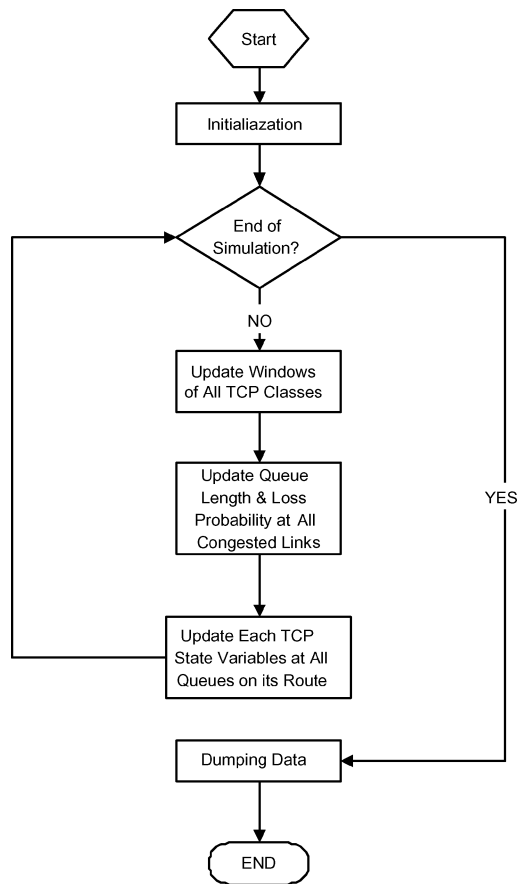 Start
Initialiazation
End of
Simulation?
NO
Update Windows
of All TCP Classes
Update Queue
Length & Loss
Probability at All
Congested Links
YES
Update Each TCP
State Variables at All
Queues on its Route
Dumping Data
END